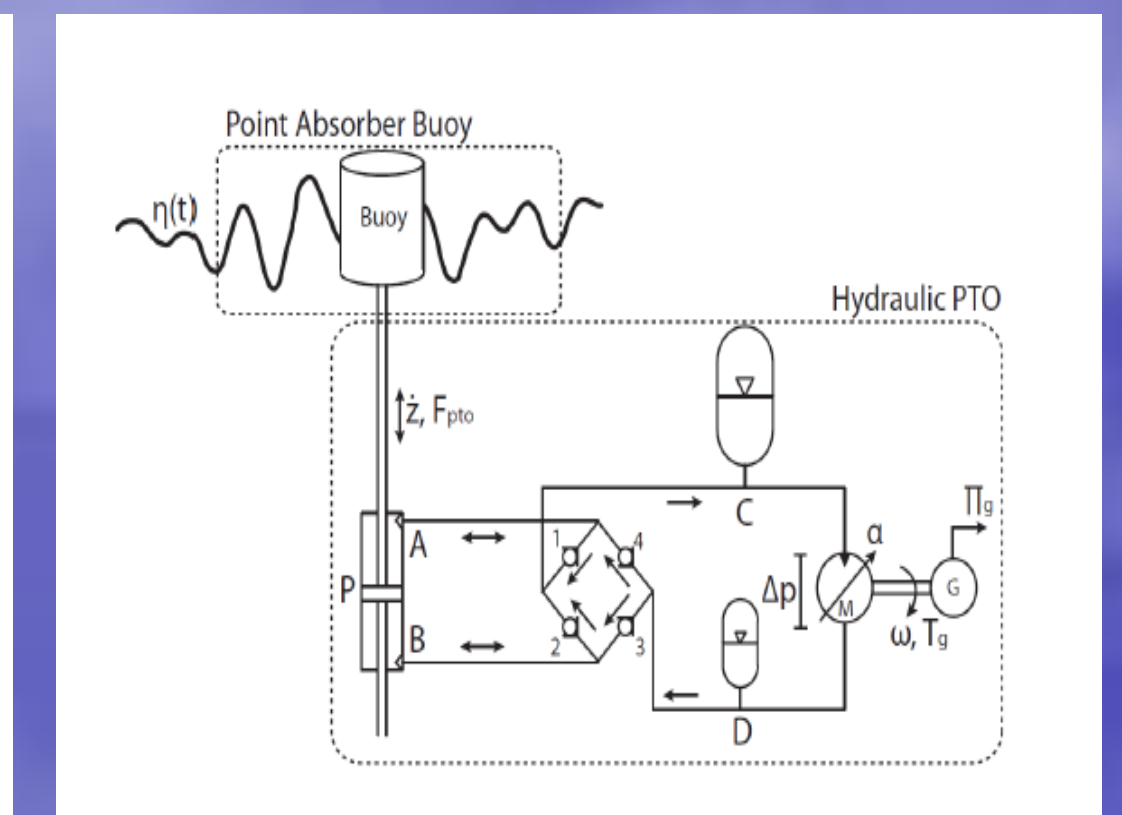 Point Absorber Buoy
η(t)
Buoy
Hydraulic PTO
ż, Fpto
A
1
4
C
Πg
α
P
Δp
M
G
B
2
3
ω, Tg
D